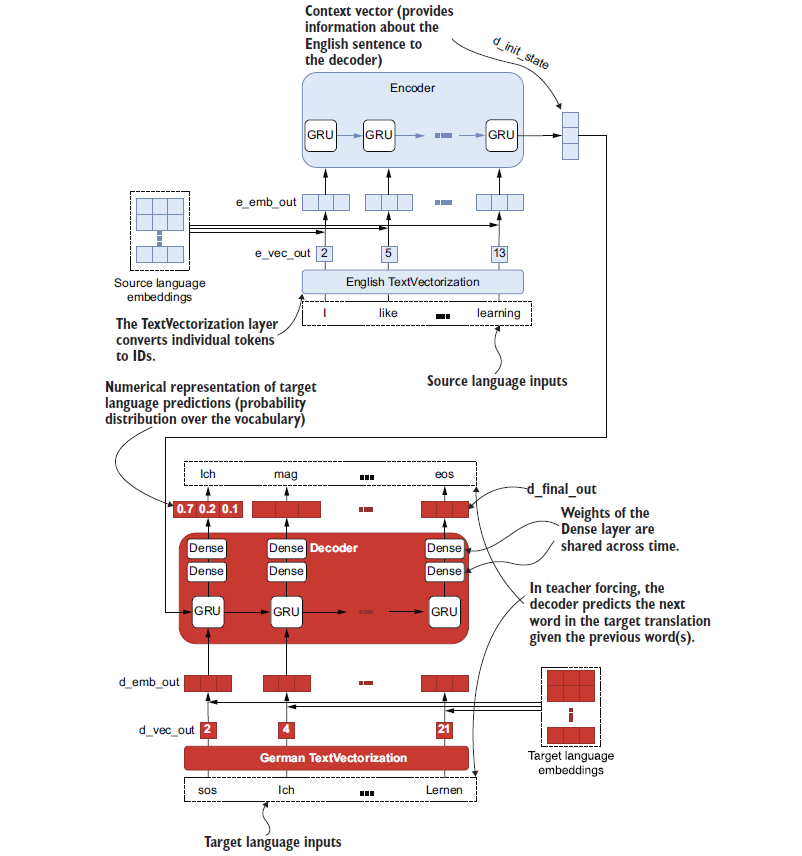 Context vector (provides
information about the
English sentence to
the decoder)
d_init_state
Encoder
GRU GRU GRU
e_emb_out
e_vec_out 2 5 13
Source language
embeddings
English TextVectorization
I like learning
The TextVectorization layer
converts individual tokens
to IDs.
Source language inputs
Numerical representation of target
language predictions (probability
distribution over the vocabulary)
Ich mag eos
0.7 0.2 0.1
d_final_out
Weights of the
Dense layer are
shared across time.
Dense Dense Decoder Dense
Dense Dense Dense
GRU GRU GRU
In teacher forcing, the
decoder predicts the next
word in the target translation
given the previous word(s).
d_emb_out
d_vec_out 2 4 21
German TextVectorization
Target language
embeddings
sos Ich Lernen
Target language inputs